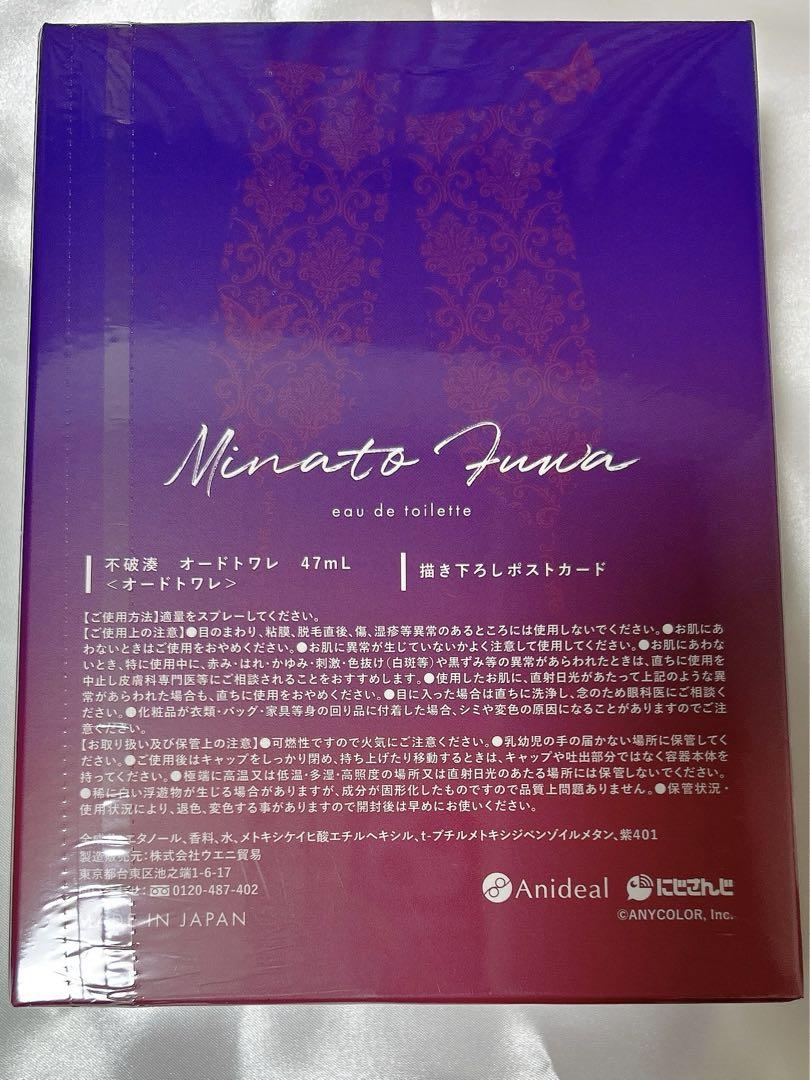 Minato Fuwa
eau de toilette
不破湊 オードトワレ 47mL
<オードトワレ>
描き下ろしポストカード
【ご使用方法】適量をスプレーしてください。
【ご使用上の注意】●目のまわり、粘膜、脱毛直後、傷、湿疹等異常のあるところには使用しないでください。●お肌にあ
わないときはご使用をおやめください。●お肌に異常が生じていないかよく注意して使用してください。●お肌にあわな
いとき、特に使用中に、赤み・はれ・かゆみ・刺激・色抜け(白斑等)や黒ずみ等の異常があらわれたときは、直ちに使用を
中止し皮膚科専門医等にご相談されることをおすすめします。●使用したお肌に、直射日光があたって上記のような異
常があらわれた場合も、直ちに使用をおやめください。●目に入った場合は直ちに洗浄し、念のため眼科医にご相談く
ださい。●化粧品が衣類・バッグ・家具等身の回り品に付着した場合、シミや変色の原因になることがありますのでご注
意ください。
【お取り扱い及び保管上の注意】●可燃性ですので火気にご注意ください。●乳幼児の手の届かない場所に保管してく
ださい。●ご使用後はキャップをしっかり閉め、持ち上げたり移動するときは、キャップや吐出部分ではなく容器本体を
持ってください。●極端に高温又は低温・多湿・高照度の場所又は直射日光のあたる場所には保管しないでください。
●稀に白い浮遊物が生じる場合がありますが、成分が固形化したものですので品質上問題ありません。●保管状況・
使用状況により、退色、変色する事がありますので開封後は早めにお使いください。
エタノール、香料、水、メトキシケイヒ酸エチルヘキシル、t-ブチルメトキシジベンゾイルメタン、紫401
製造販売元:株式会社ウエニ貿易
東京都台東区池之端1-6-17
0120-487-402
MADE IN JAPAN
Anideal
にじさんじ
©ANYCOLOR, Inc.